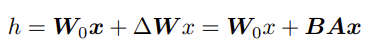 h = W₀x + ΔWx = W₀x + BAx